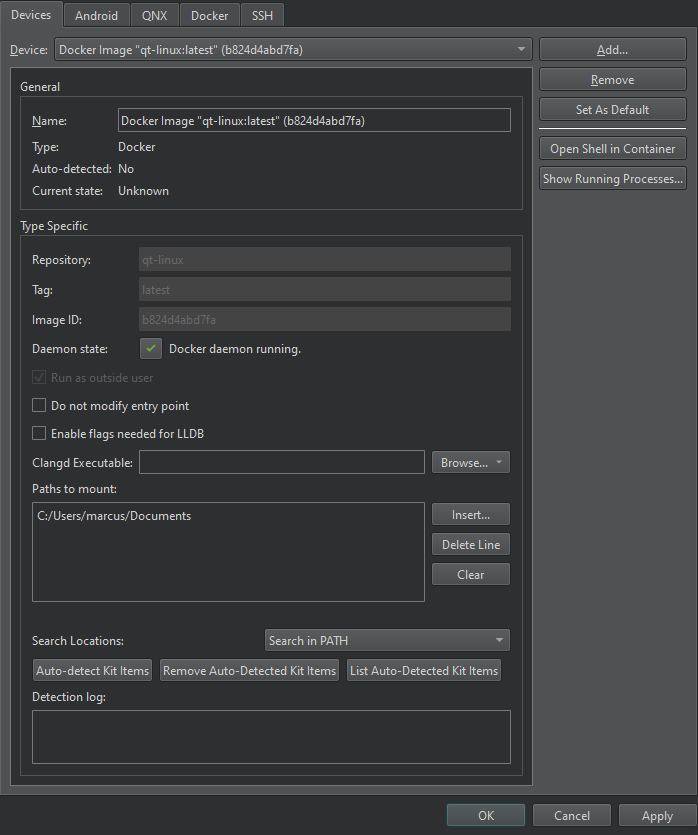 Devices Android QNX Docker SSH
Device: Docker Image "qt-linux:latest" (b824d4abd7fa) Add...
Remove
Set As Default
Open Shell in Container
Show Running Processes...
General
Name: Docker Image "qt-linux:latest" (b824d4abd7fa)
Type: Docker
Auto-detected: No
Current state: Unknown
Type Specific
Repository: qt-linux
Tag: latest
Image ID: b824d4abd7fa
Daemon state: Docker daemon running.
Run as outside user
Do not modify entry point
Enable flags needed for LLDB
Clangd Executable: Browse...
Paths to mount:
C:/Users/marcus/Documents
Insert...
Delete Line
Clear
Search Locations: Search in PATH
Auto-detect Kit Items Remove Auto-Detected Kit Items List Auto-Detected Kit Items
Detection log:
OK Cancel Apply